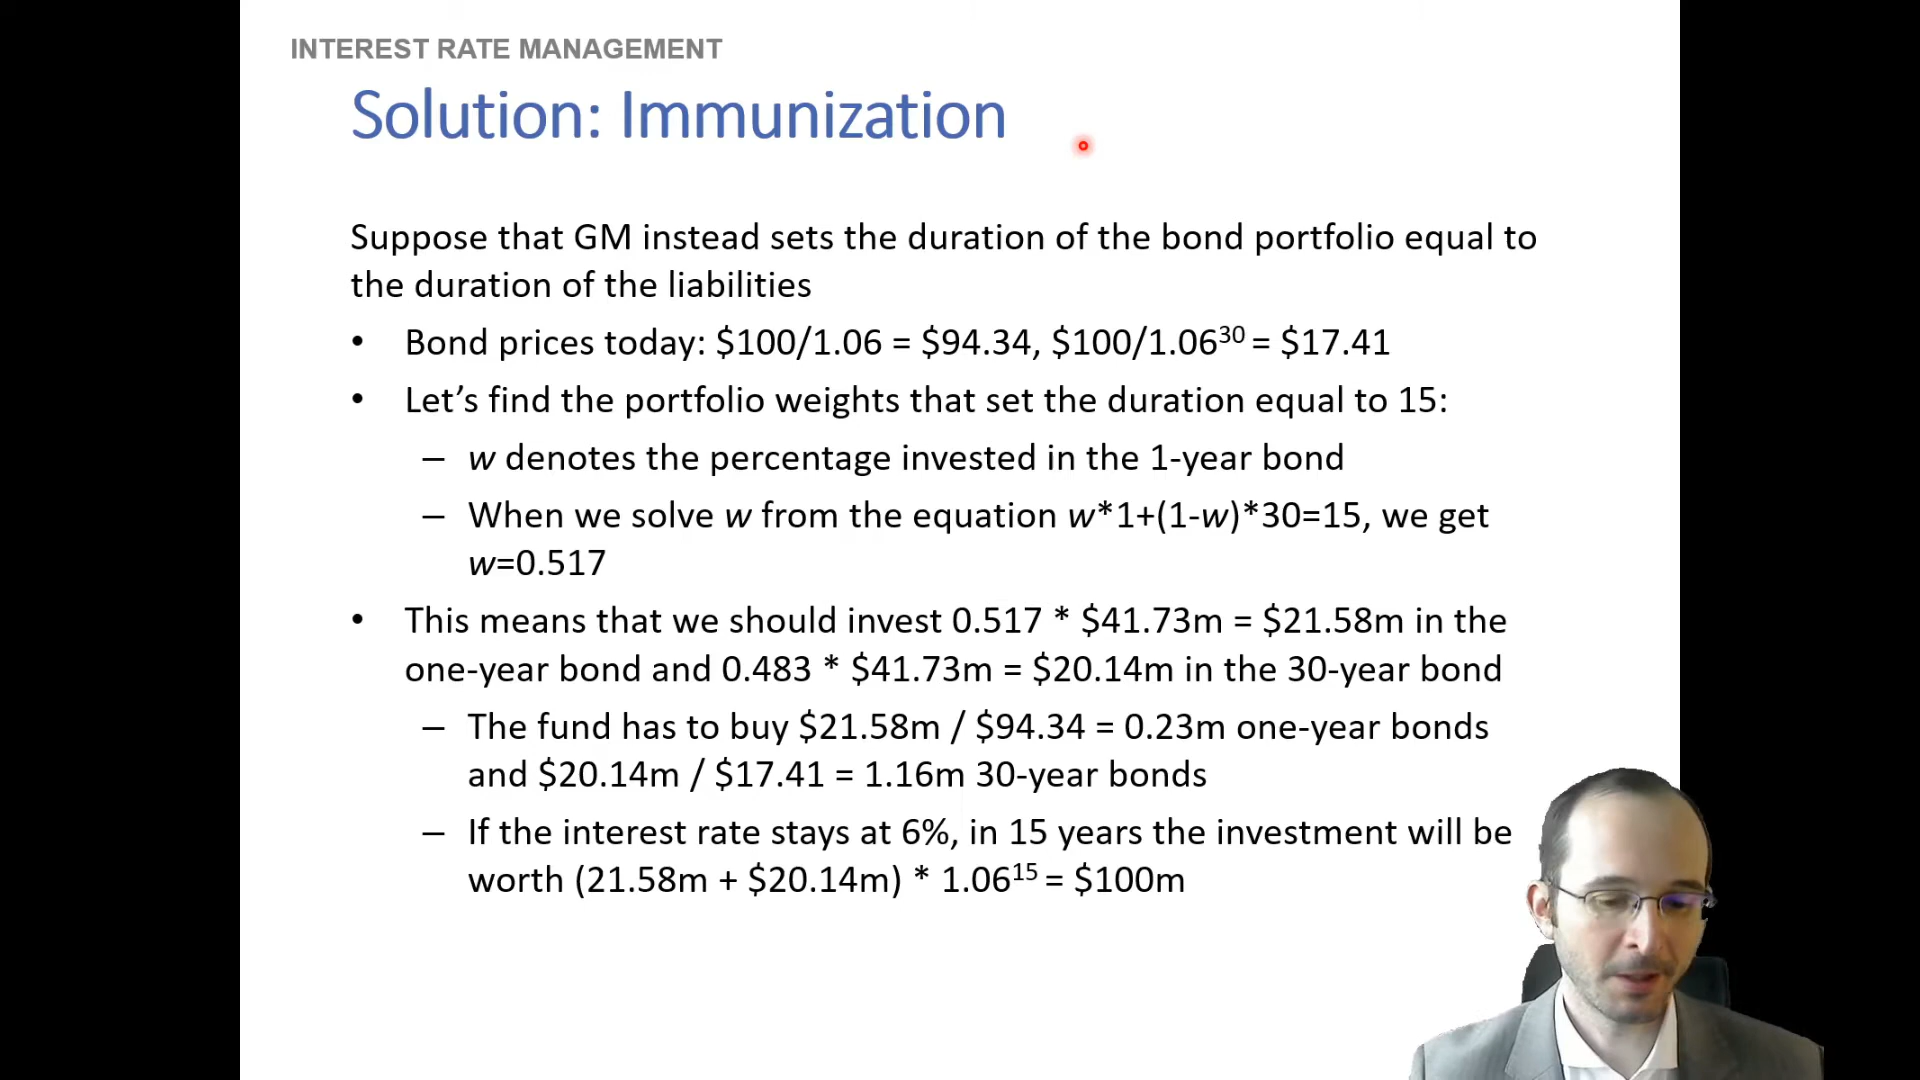 INTEREST RATE MANAGEMENT
Solution: Immunization
Suppose that GM instead sets the duration of the bond portfolio equal to
the duration of the liabilities
• Bond prices today: $100/1.06 = $94.34, $100/1.06³⁰ = $17.41
• Let’s find the portfolio weights that set the duration equal to 15:
– w denotes the percentage invested in the 1-year bond
– When we solve w from the equation w*1+(1-w)*30=15, we get
w=0.517
• This means that we should invest 0.517 * $41.73m = $21.58m in the
one-year bond and 0.483 * $41.73m = $20.14m in the 30-year bond
– The fund has to buy $21.58m / $94.34 = 0.23m one-year bonds
and $20.14m / $17.41 = 1.16m 30-year bonds
– If the interest rate stays at 6%, in 15 years the investment will be
worth (21.58m + $20.14m) * 1.06¹⁵ = $100m